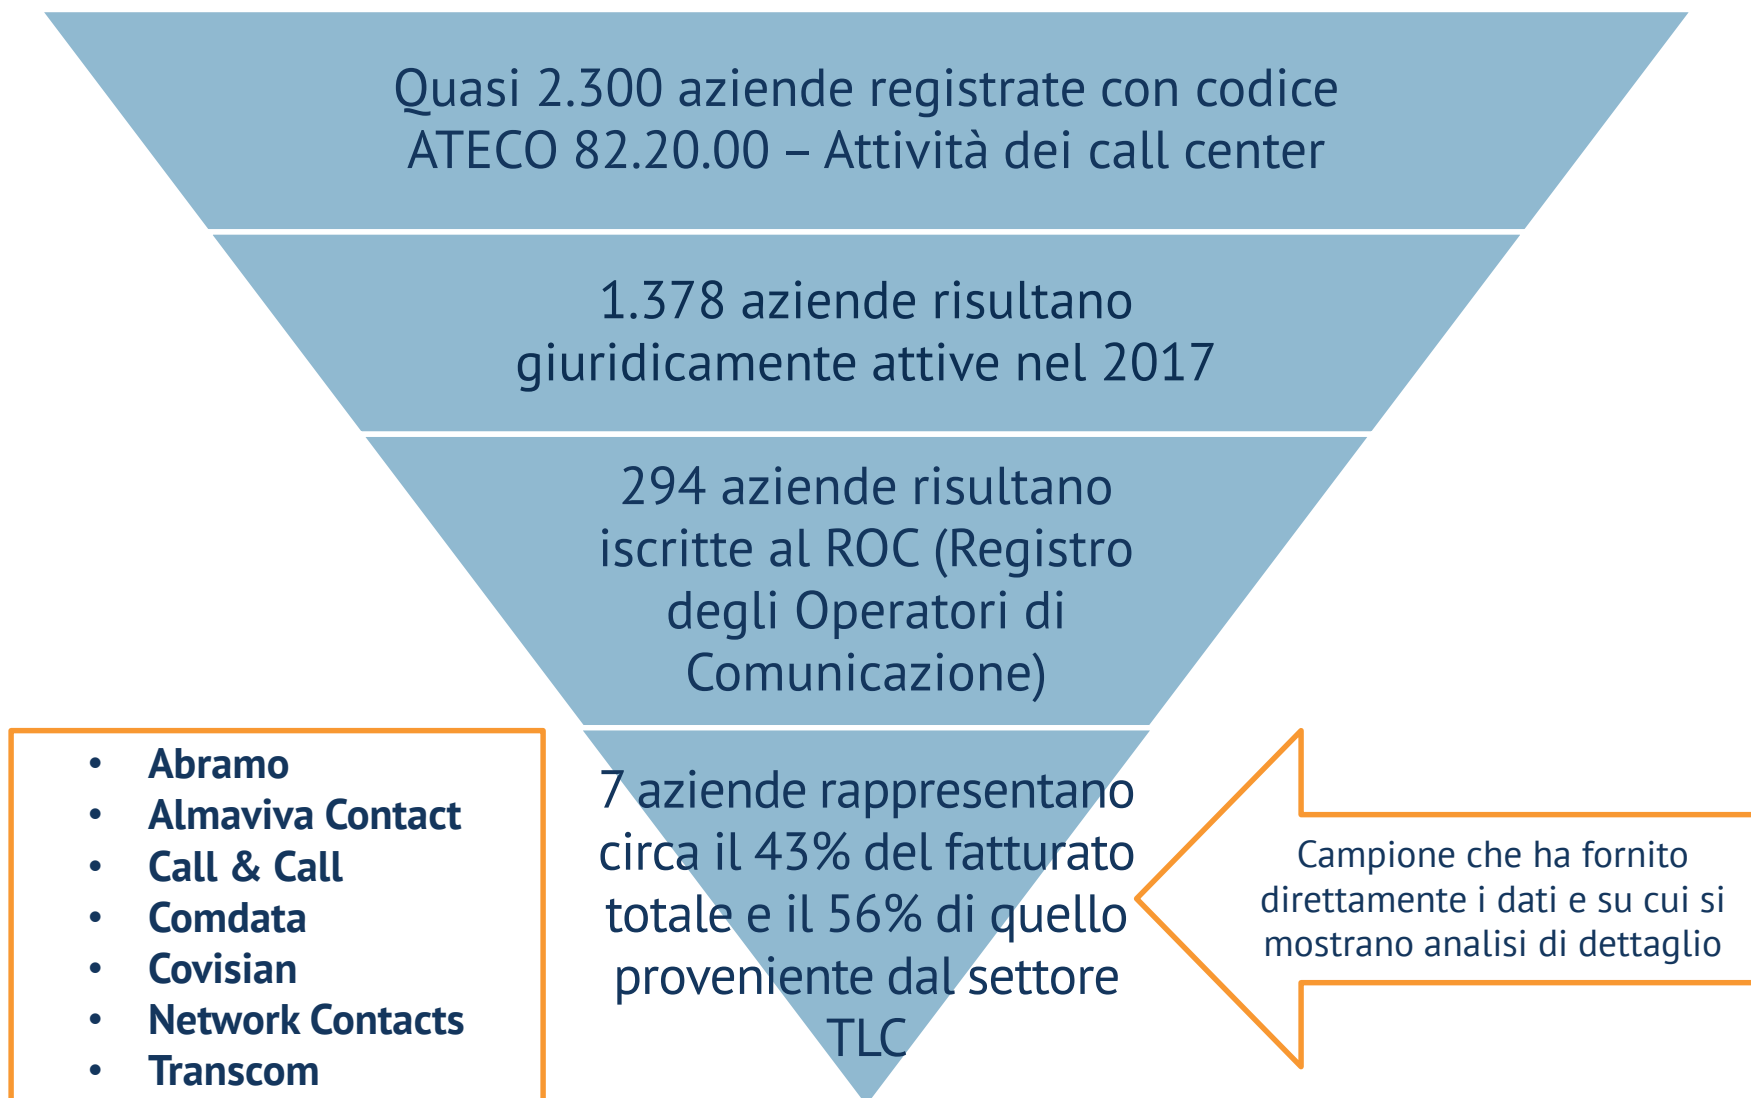 Quasi 2.300 aziende registrate con codice
ATECO 82.20.00 – Attività dei call center
1.378 aziende risultano
giuridicamente attive nel 2017
294 aziende risultano
iscritte al ROC (Registro
degli Operatori di
Comunicazione)
7 aziende rappresentano
circa il 43% del fatturato
totale e il 56% di quello
proveniente dal settore
TLC
• Abramo
• Almaviva Contact
• Call & Call
• Comdata
• Covisian
• Network Contacts
• Transcom
Campione che ha fornito
direttamente i dati e su cui si
mostrano analisi di dettaglio